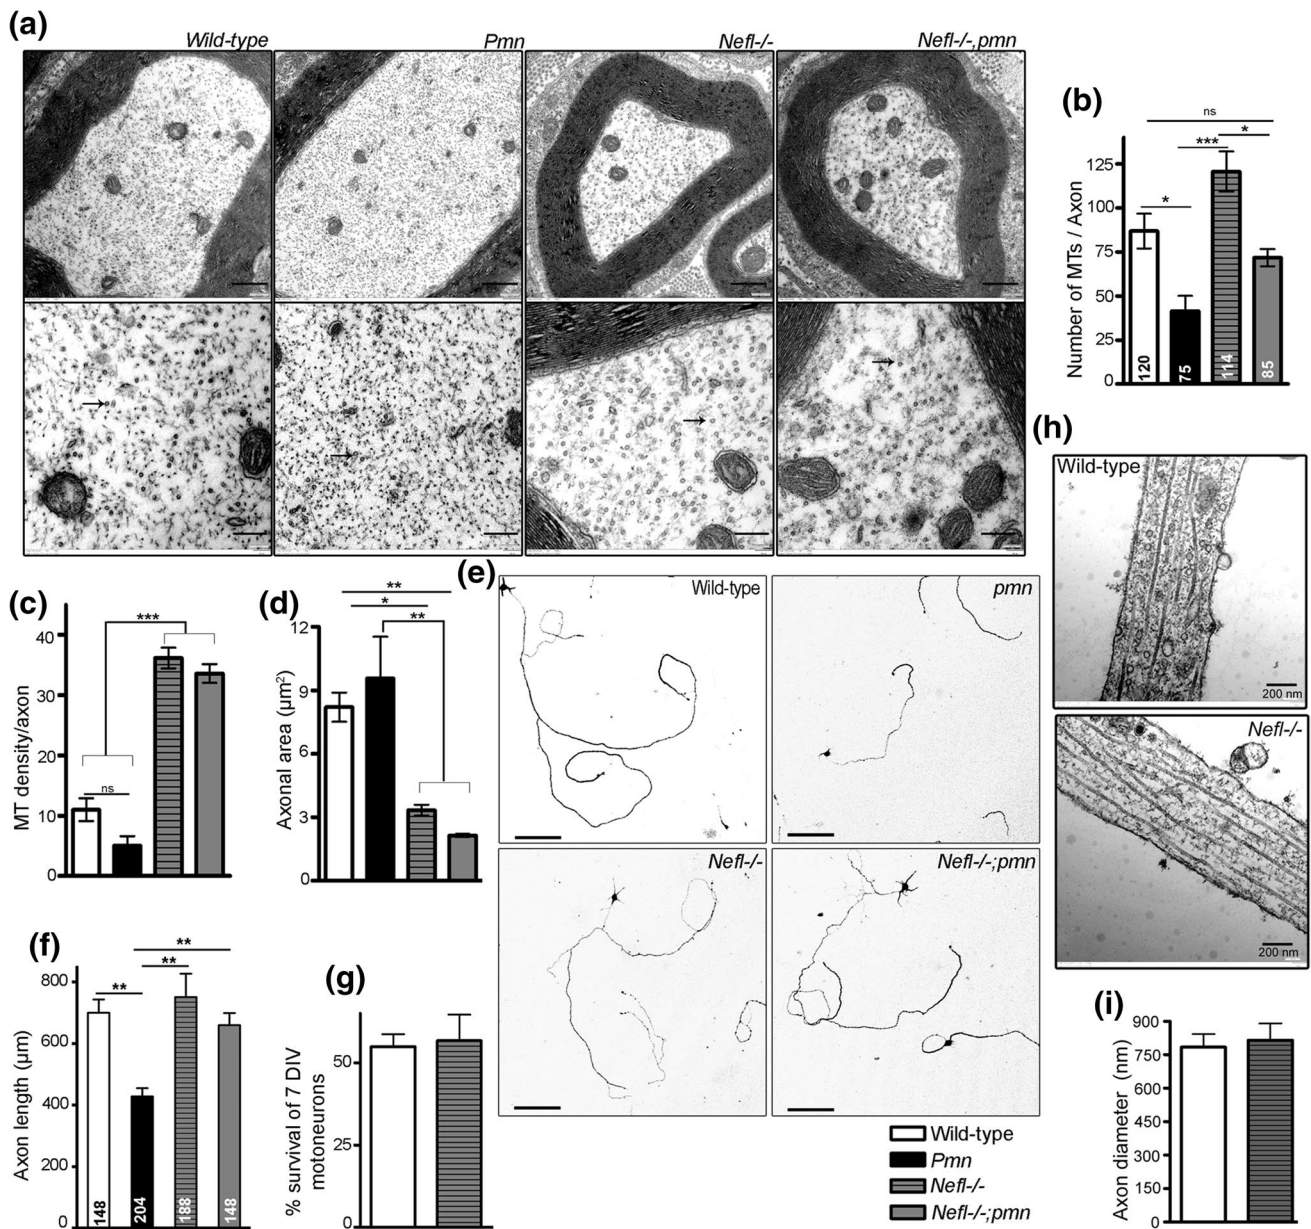 (a)
Wild-type
Pmn
Nefl-/-
Nefl-/-,pmn
(b)
ns
*
***
*
125
100
75
50
25
0
Number of MTs / Axon
120
75
114
85
(c)
***
ns
40
30
20
10
0
MT density/axon
(d)
**
*
**
12
9
6
3
0
Axonal area (µm²)
(e)
Wild-type
pmn
Nefl-/-
Nefl-/-;pmn
(f)
**
**
**
800
600
400
200
0
Axon length (µm)
148
204
188
148
(g)
50
25
0
% survival of 7 DIV
motoneurons
(h)
Wild-type
200 nm
Nefl-/-
200 nm
(i)
900
750
600
450
300
150
0
Axon diameter (nm)
Wild-type
Pmn
Nefl-/-
Nefl-/-;pmn